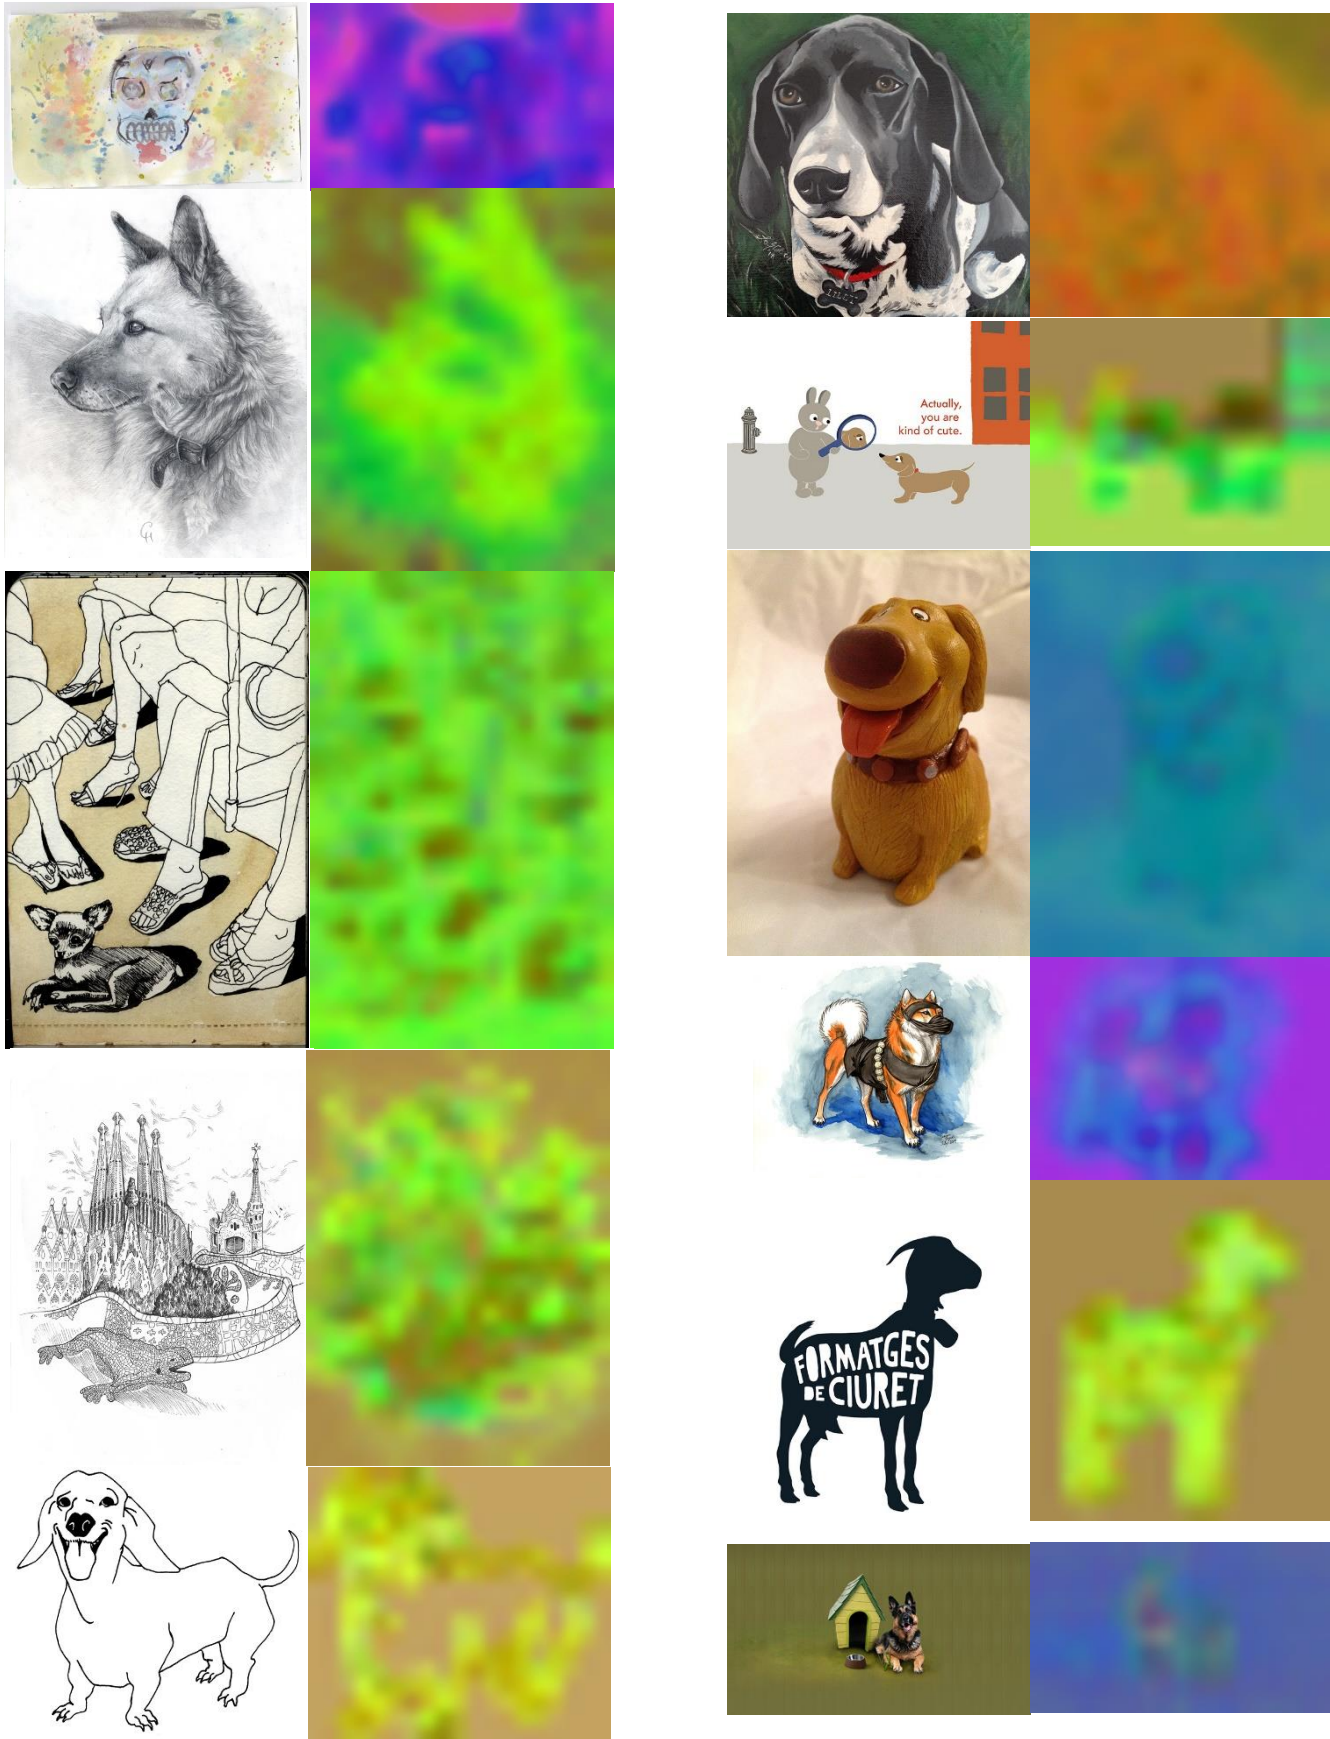 Actually,
you are
kind of cute.
FORMATGES
DE CIURET